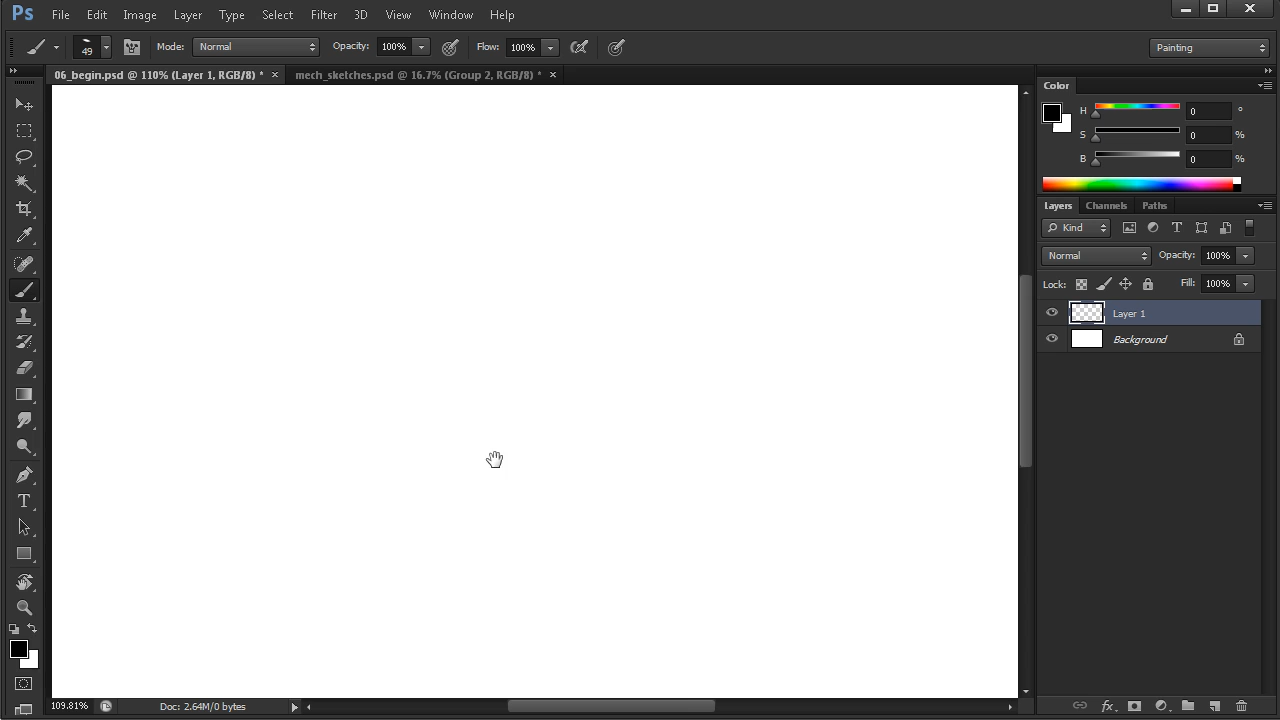 Ps File Edit Image Layer Type Select Filter 3D View Window Help
49 Mode: Normal Opacity: 100% Flow: 100% Painting
06_begin.psd @ 110% (Layer 1, RGB/8) * × mech_sketches.psd @ 16.7% (Group 2, RGB/8) * ×
Color
H 0 °
S 0 %
B 0 %
Layers Channels Paths
Kind
Normal Opacity: 100%
Lock: Fill: 100%
Layer 1
Background
109.81% Doc: 2.64M/0 bytes